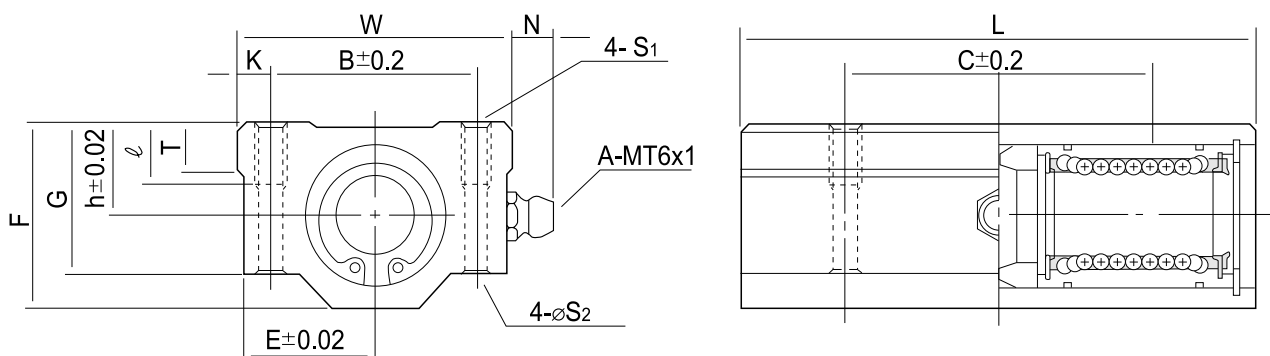 W
N
K
B±0.2
4- S1
A-MT6x1
T
ℓ
h±0.02
G
F
E±0.02
4-⌀S2
L
C±0.2